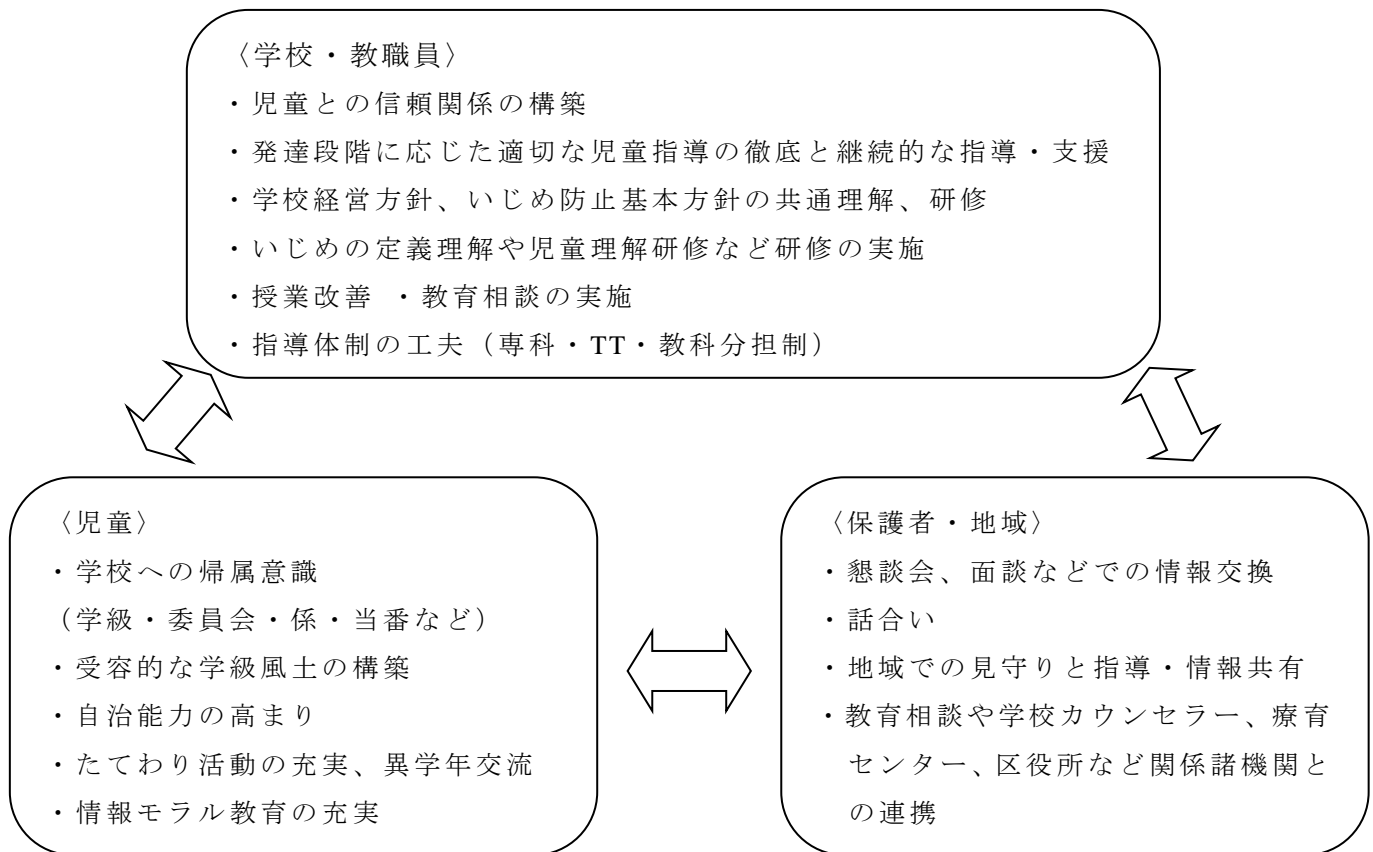 〈学校・教職員〉
・児童との信頼関係の構築
・発達段階に応じた適切な児童指導の徹底と継続的な指導・支援
・学校経営方針、いじめ防止基本方針の共通理解、研修
・いじめの定義理解や児童理解研修など研修の実施
・授業改善 ・教育相談の実施
・指導体制の工夫（専科・TT・教科分担制）
〈児童〉
・学校への帰属意識
（学級・委員会・係・当番など）
・受容的な学級風土の構築
・自治能力の高まり
・たてわり活動の充実、異学年交流
・情報モラル教育の充実
〈保護者・地域〉
・懇談会、面談などでの情報交換
・話合い
・地域での見守りと指導・情報共有
・教育相談や学校カウンセラー、療育
センター、区役所など関係諸機関と
の連携